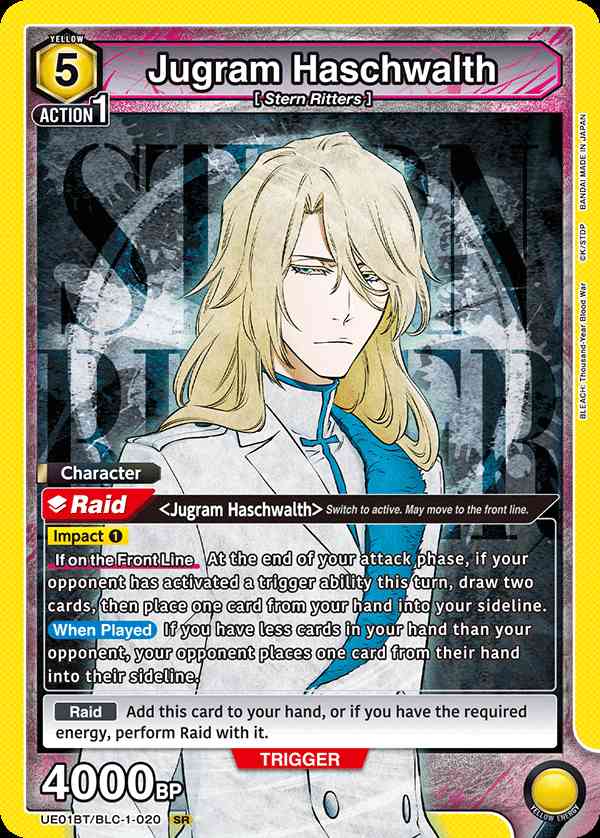 YELLOW
5
ACTION 1
Jugram Haschwalth
[ Stern Ritters ]
BLEACH: Thousand-Year Blood War ©K/STDP BANDAI MADE IN JAPAN
STERN
RITTER
Character
Raid <Jugram Haschwalth> Switch to active. May move to the front line.
Impact 1
If on the Front Line At the end of your attack phase, if your
opponent has activated a trigger ability this turn, draw two
cards, then place one card from your hand into your sideline.
When Played If you have less cards in your hand than your
opponent, your opponent places one card from their hand
into their sideline.
Raid Add this card to your hand, or if you have the required
energy, perform Raid with it.
TRIGGER
4000BP
UE01BT/BLC-1-020 SR
YELLOW ENERGY